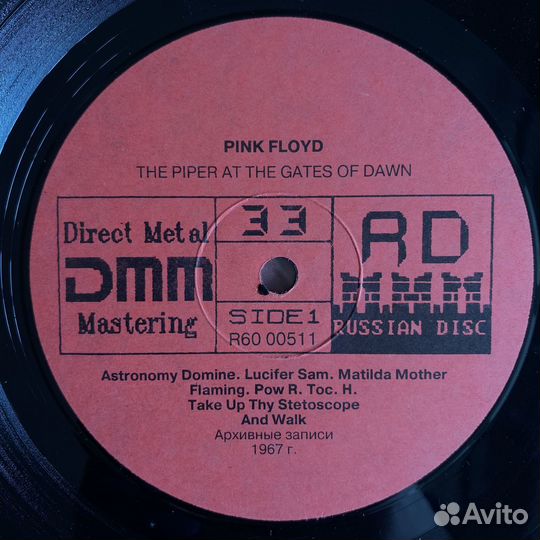 PINK FLOYD
THE PIPER AT THE GATES OF DAWN
Direct Metal
DMM
Mastering
33
SIDE 1
R60 00511
RD
RUSSIAN DISC
Astronomy Domine. Lucifer Sam. Matilda Mother
Flaming. Pow R. Toc. H.
Take Up Thy Stetoscope
And Walk
Архивные записи
1967 г.
Avito